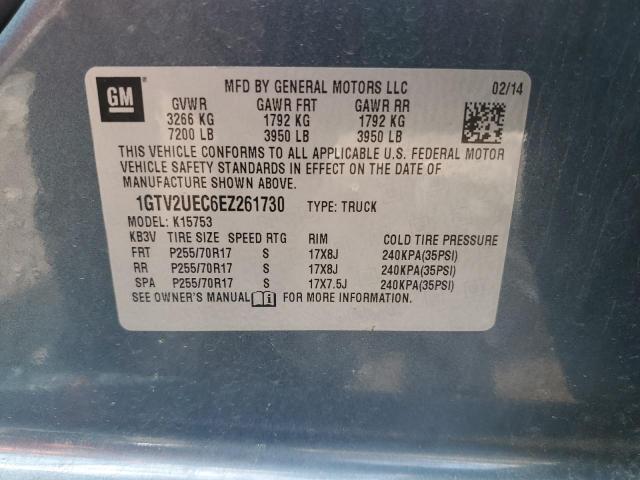 GM
MFD BY GENERAL MOTORS LLC 02/14
GVWR GAWR FRT GAWR RR
3266 KG 1792 KG 1792 KG
7200 LB 3950 LB 3950 LB
THIS VEHICLE CONFORMS TO ALL APPLICABLE U.S. FEDERAL MOTOR
VEHICLE SAFETY STANDARDS IN EFFECT ON THE DATE OF
MANUFACTURE SHOWN ABOVE.
1GTV2UEC6EZ261730 TYPE: TRUCK
MODEL: K15753
KB3V TIRE SIZE SPEED RTG RIM COLD TIRE PRESSURE
FRT P255/70R17 S 17X8J 240KPA(35PSI)
RR P255/70R17 S 17X8J 240KPA(35PSI)
SPA P255/70R17 S 17X7.5J 240KPA(35PSI)
SEE OWNER'S MANUAL FOR MORE INFORMATION.